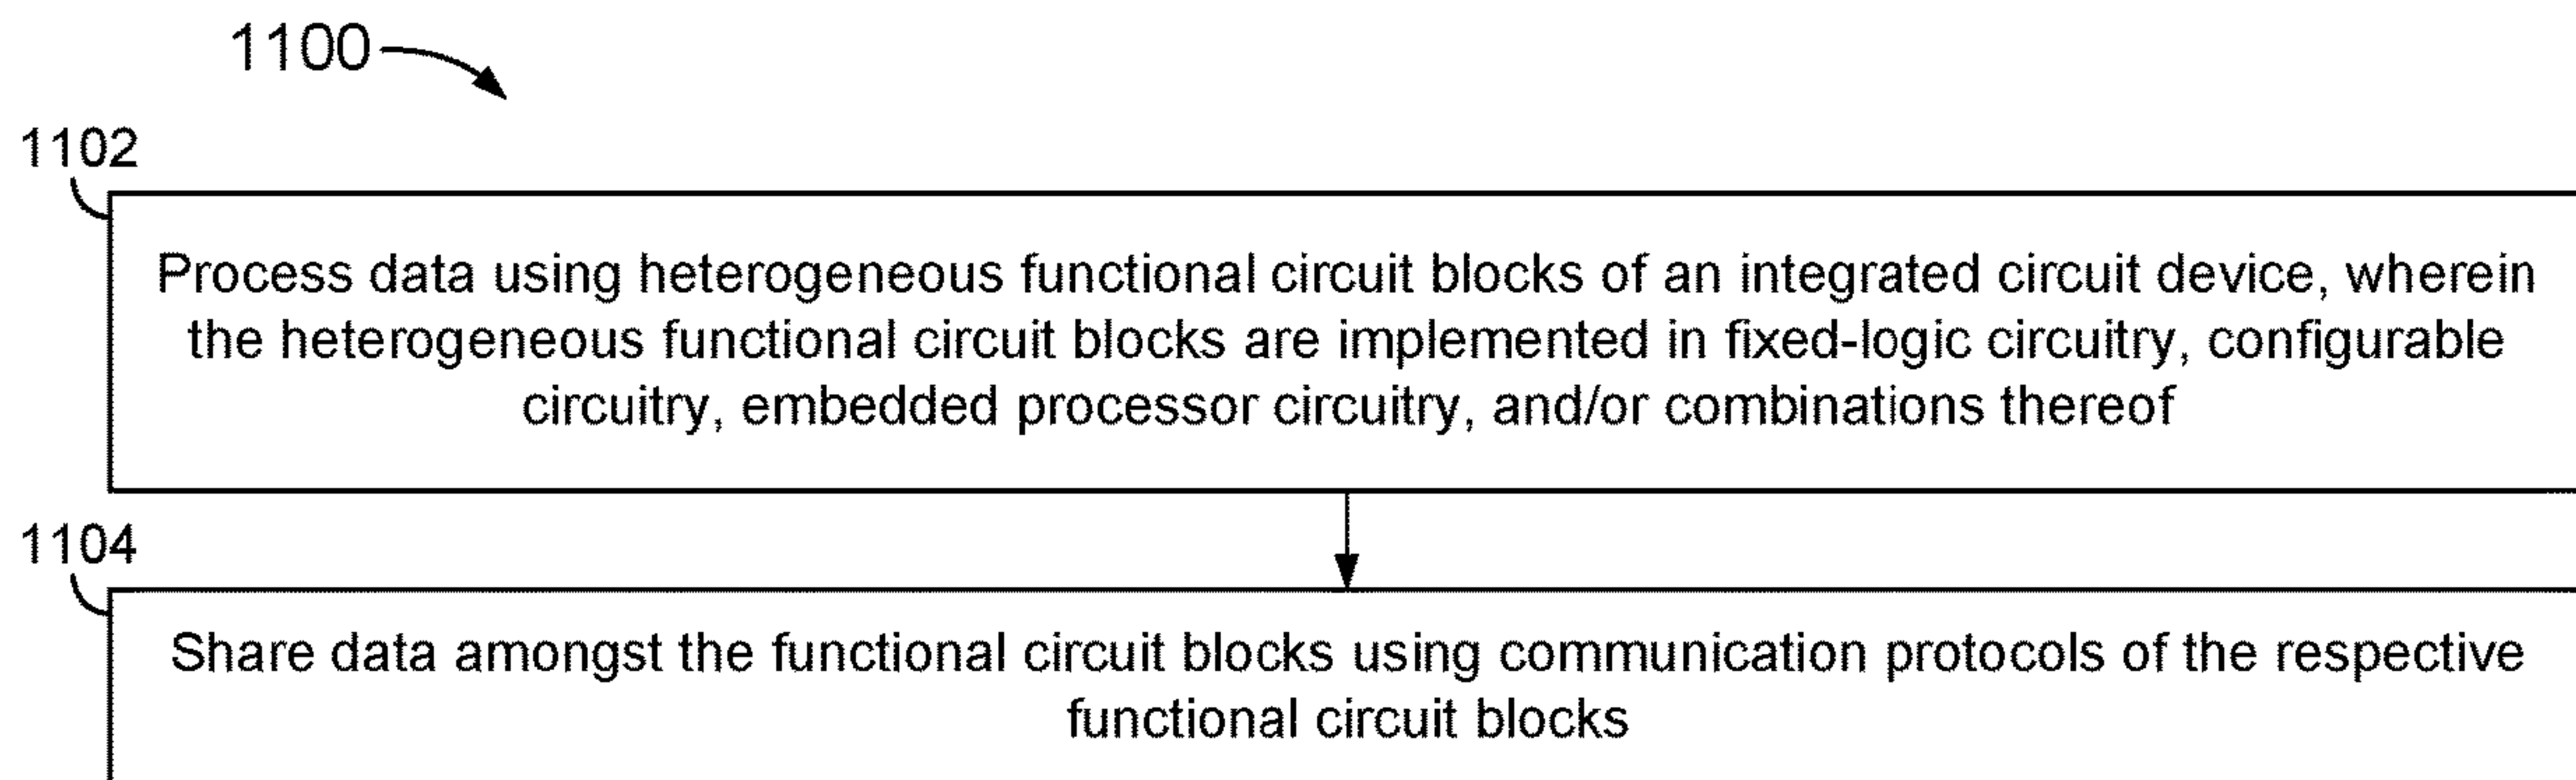 1100
1102
Process data using heterogeneous functional circuit blocks of an integrated circuit device, wherein
the heterogeneous functional circuit blocks are implemented in fixed-logic circuitry, configurable
circuitry, embedded processor circuitry, and/or combinations thereof
1104
Share data amongst the functional circuit blocks using communication protocols of the respective
functional circuit blocks